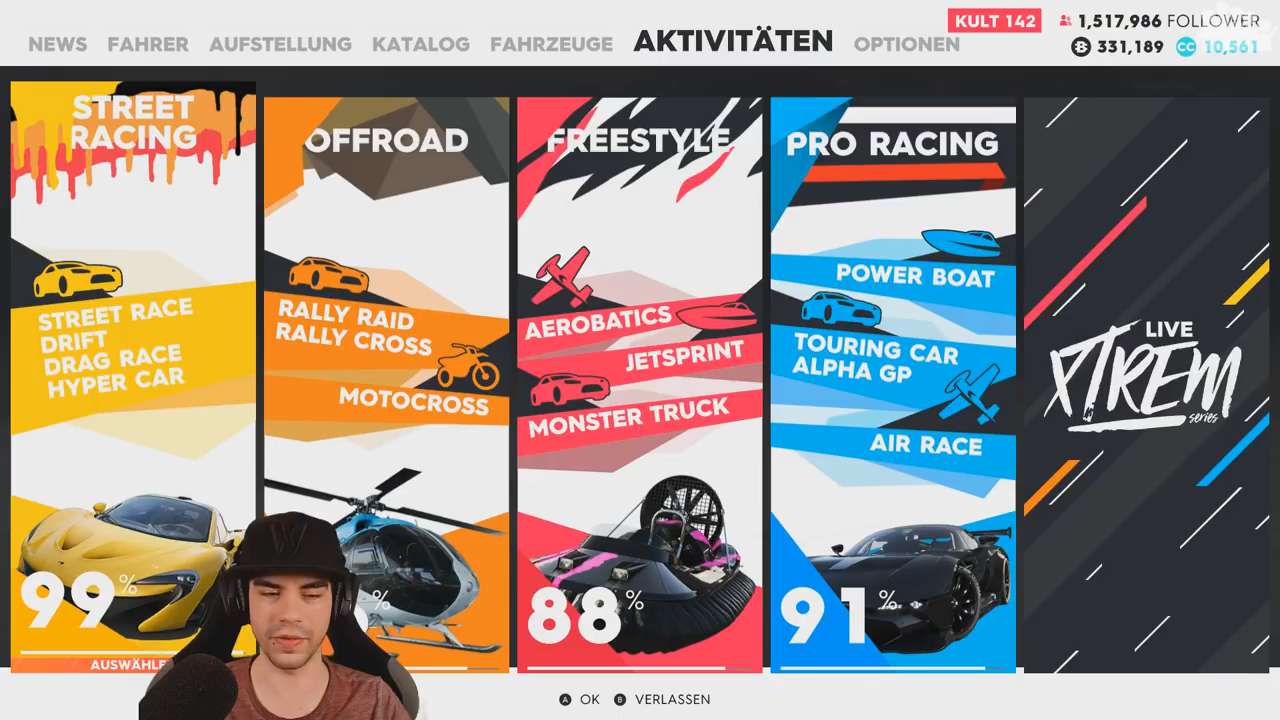 KULT 142
1,517,986 FOLLOWER
NEWS FAHRER AUFSTELLUNG KATALOG FAHRZEUGE AKTIVITÄTEN OPTIONEN
331,189 CC 10,561
STREET
RACING
STREET RACE
DRIFT
DRAG RACE
HYPER CAR
99%
OFFROAD
RALLY RAID
RALLY CROSS
MOTOCROSS
%
FREESTYLE
AEROBATICS
JETSPRINT
MONSTER TRUCK
88%
PRO RACING
POWER BOAT
TOURING CAR
ALPHA GP
AIR RACE
91%
LIVE
XTREM
series
A OK B VERLASSEN